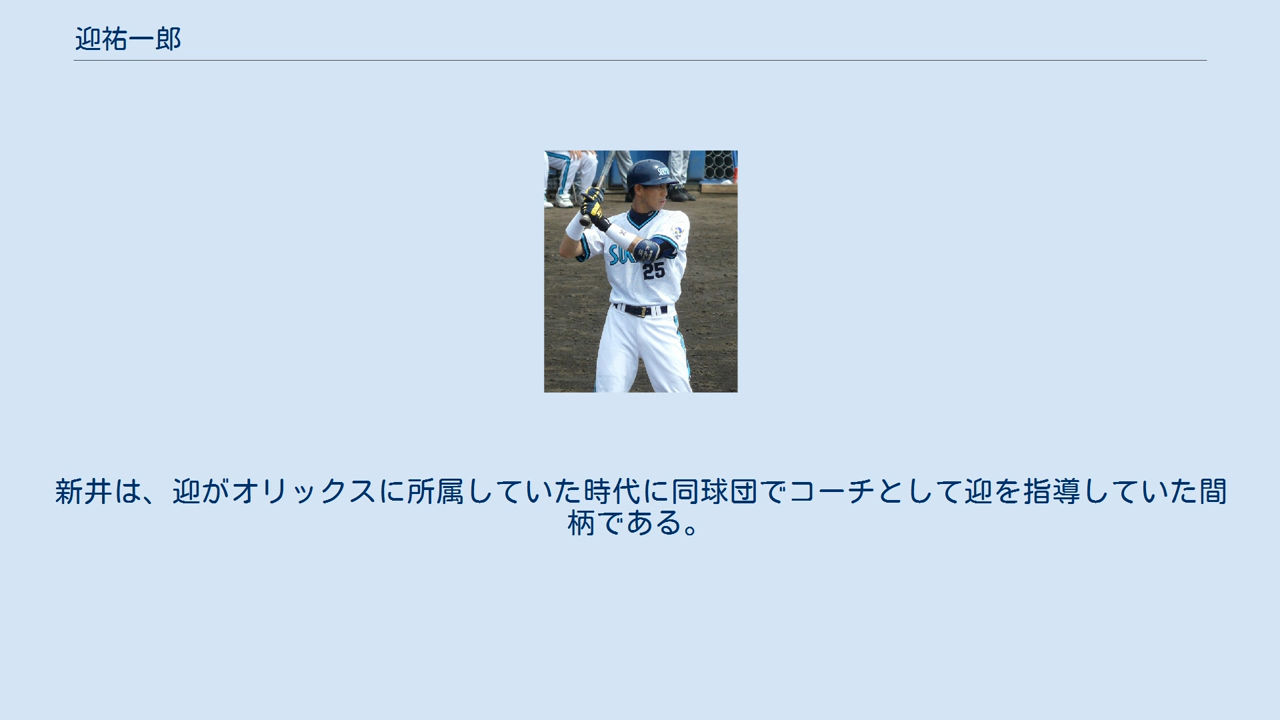 迎祐一郎
25
新井は、迎がオリックスに所属していた時代に同球団でコーチとして迎を指導していた間
柄である。